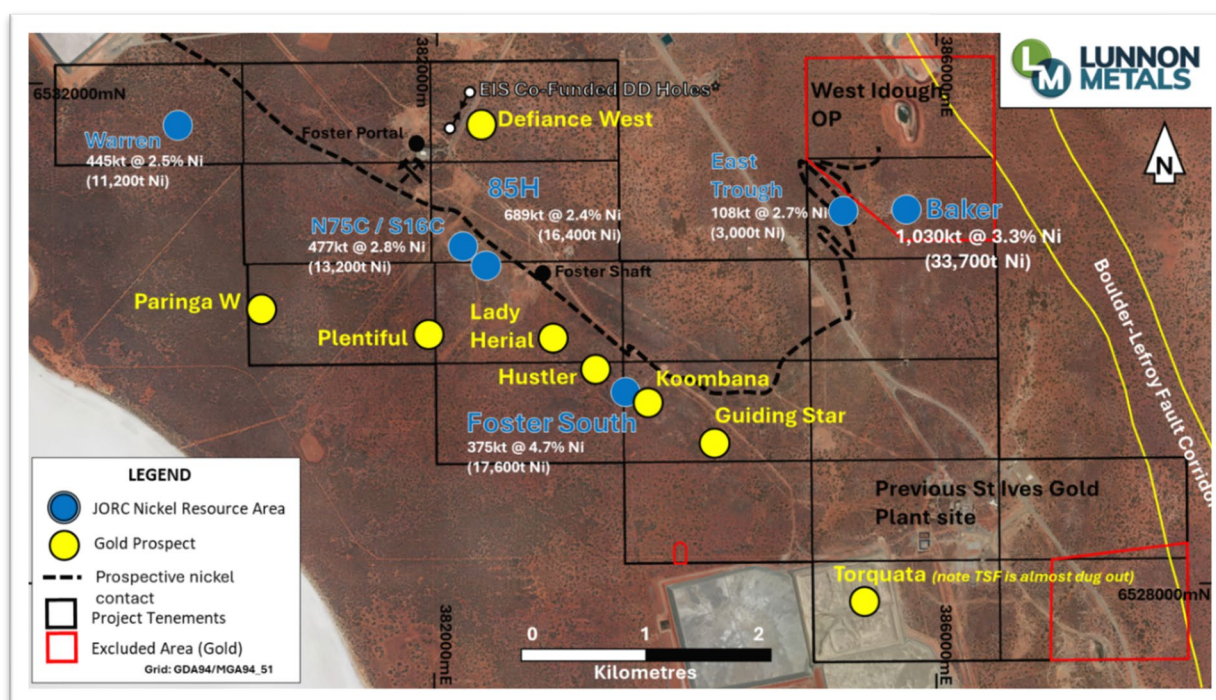 LM LUNNON
METALS
382000mE
386000mE
6532000mN
EIS Co-Funded DD Holes*
Defiance West
Foster Portal
Warren
445kt @ 2.5% Ni
(11,200t Ni)
West Idough
OP
N
85H
689kt @ 2.4% Ni
(16,400t Ni)
East
Trough
108kt @ 2.7% Ni
(3,000t Ni)
Baker
1,030kt @ 3.3% Ni
(33,700t Ni)
N75C / S16C
477kt @ 2.8% Ni
(13,200t Ni)
Foster Shaft
Boulder-Lefroy Fault Corridor
Paringa W
Plentiful
Lady
Herial
Hustler
Koombana
Foster South
375kt @ 4.7% Ni
(17,600t Ni)
Guiding Star
Previous St Ives Gold
Plant site
Torquata (note TSF is almost dug out)
6528000mN
382000mE
386000mE
0 1 2
Kilometres
LEGEND
JORC Nickel Resource Area
Gold Prospect
Prospective nickel
contact
Project Tenements
Excluded Area (Gold)
Grid: GDA94/MGA94_51